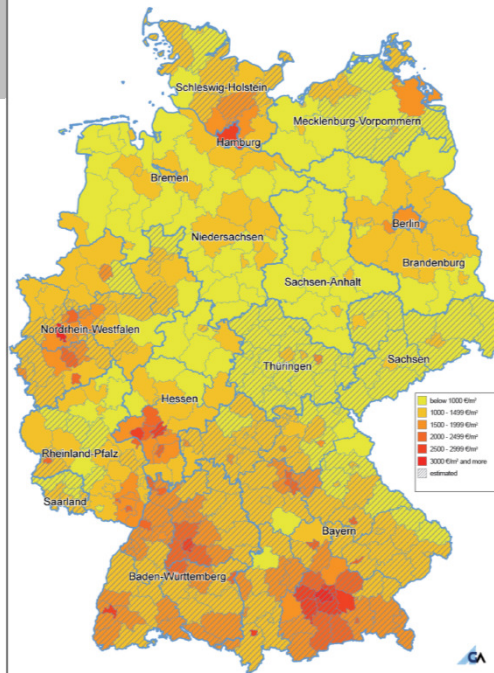 Schleswig-Holstein
Mecklenburg-Vorpommern
Hamburg
Bremen
Niedersachsen
Berlin
Brandenburg
Sachsen-Anhalt
Nordrhein-Westfalen
Thüringen
Sachsen
Hessen
Rheinland-Pfalz
Saarland
Bayern
Baden-Württemberg
below 1000 €/m²
1000 - 1499 €/m²
1500 - 1999 €/m²
2000 - 2499 €/m²
2500 - 2999 €/m²
3000 €/m² and more
estimated
GA